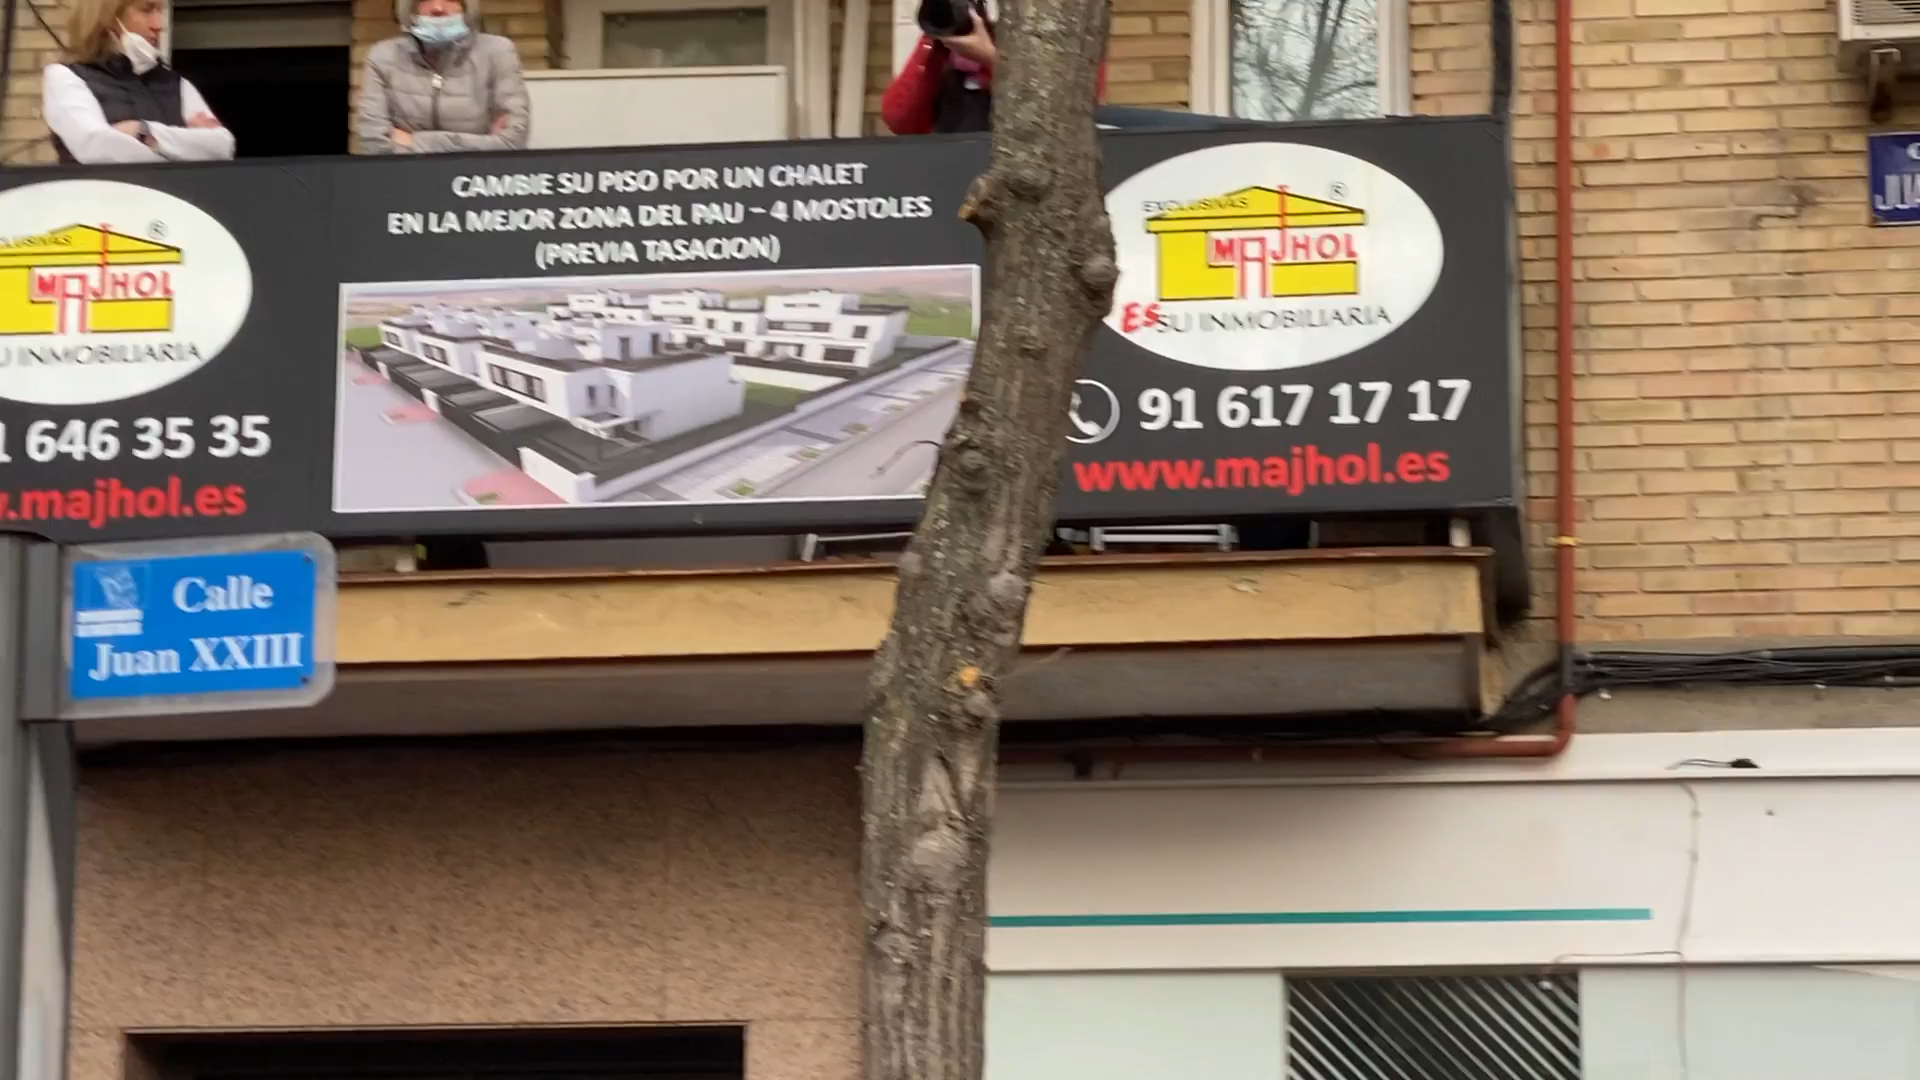 CAMBIE SU PISO POR UN CHALET
EN LA MEJOR ZONA DEL PAU - 4 MOSTOLES
(PREVIA TASACION)
MAJHOL
INMOBILIARIA
646 35 35
.majhol.es
EXCLUSIVAS ®
MAJHOL
ES SU INMOBILIARIA
91 617 17 17
www.majhol.es
Calle
Juan XXIII